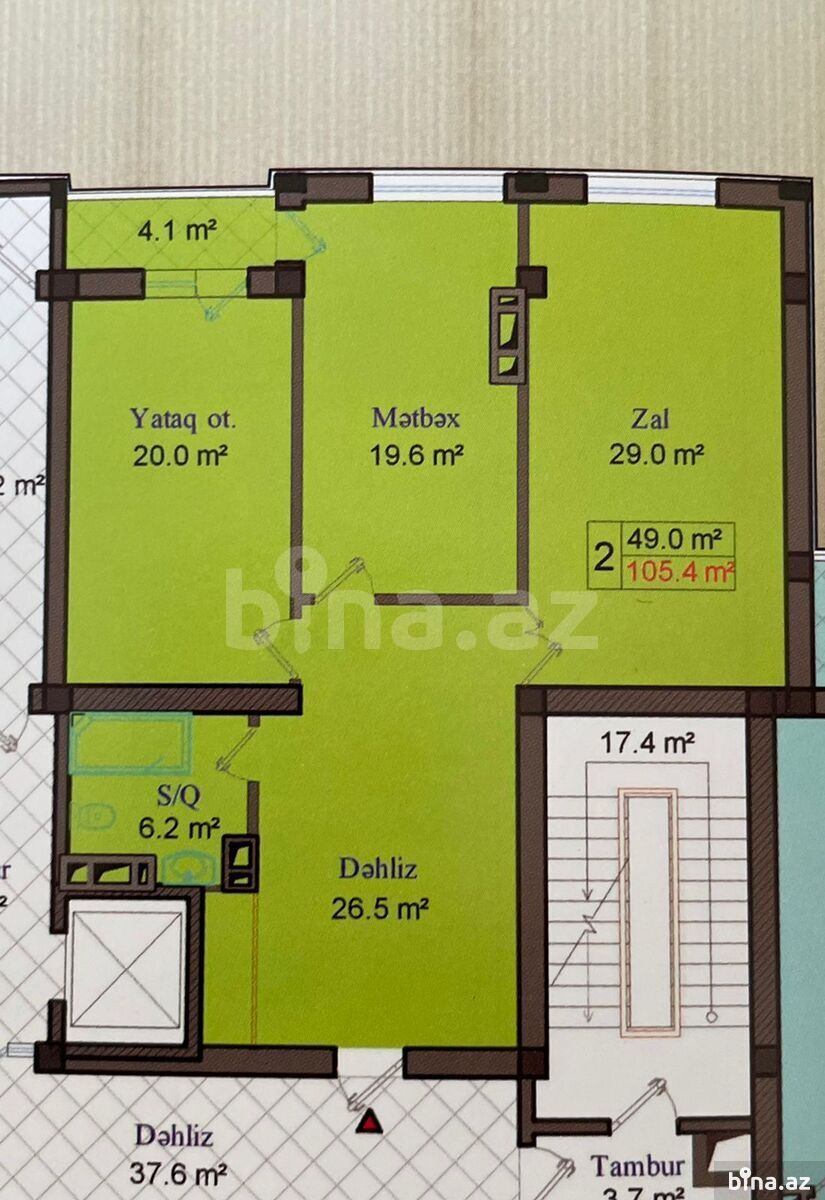 4.1 m²
Yataq ot.
20.0 m²
Mətbəx
19.6 m²
Zal
29.0 m²
2 m²
2
49.0 m²
105.4 m²
bina.az
17.4 m²
S/Q
6.2 m²
Dəhliz
26.5 m²
Dəhliz
37.6 m²
Tambur
3.7 m²
bina.az